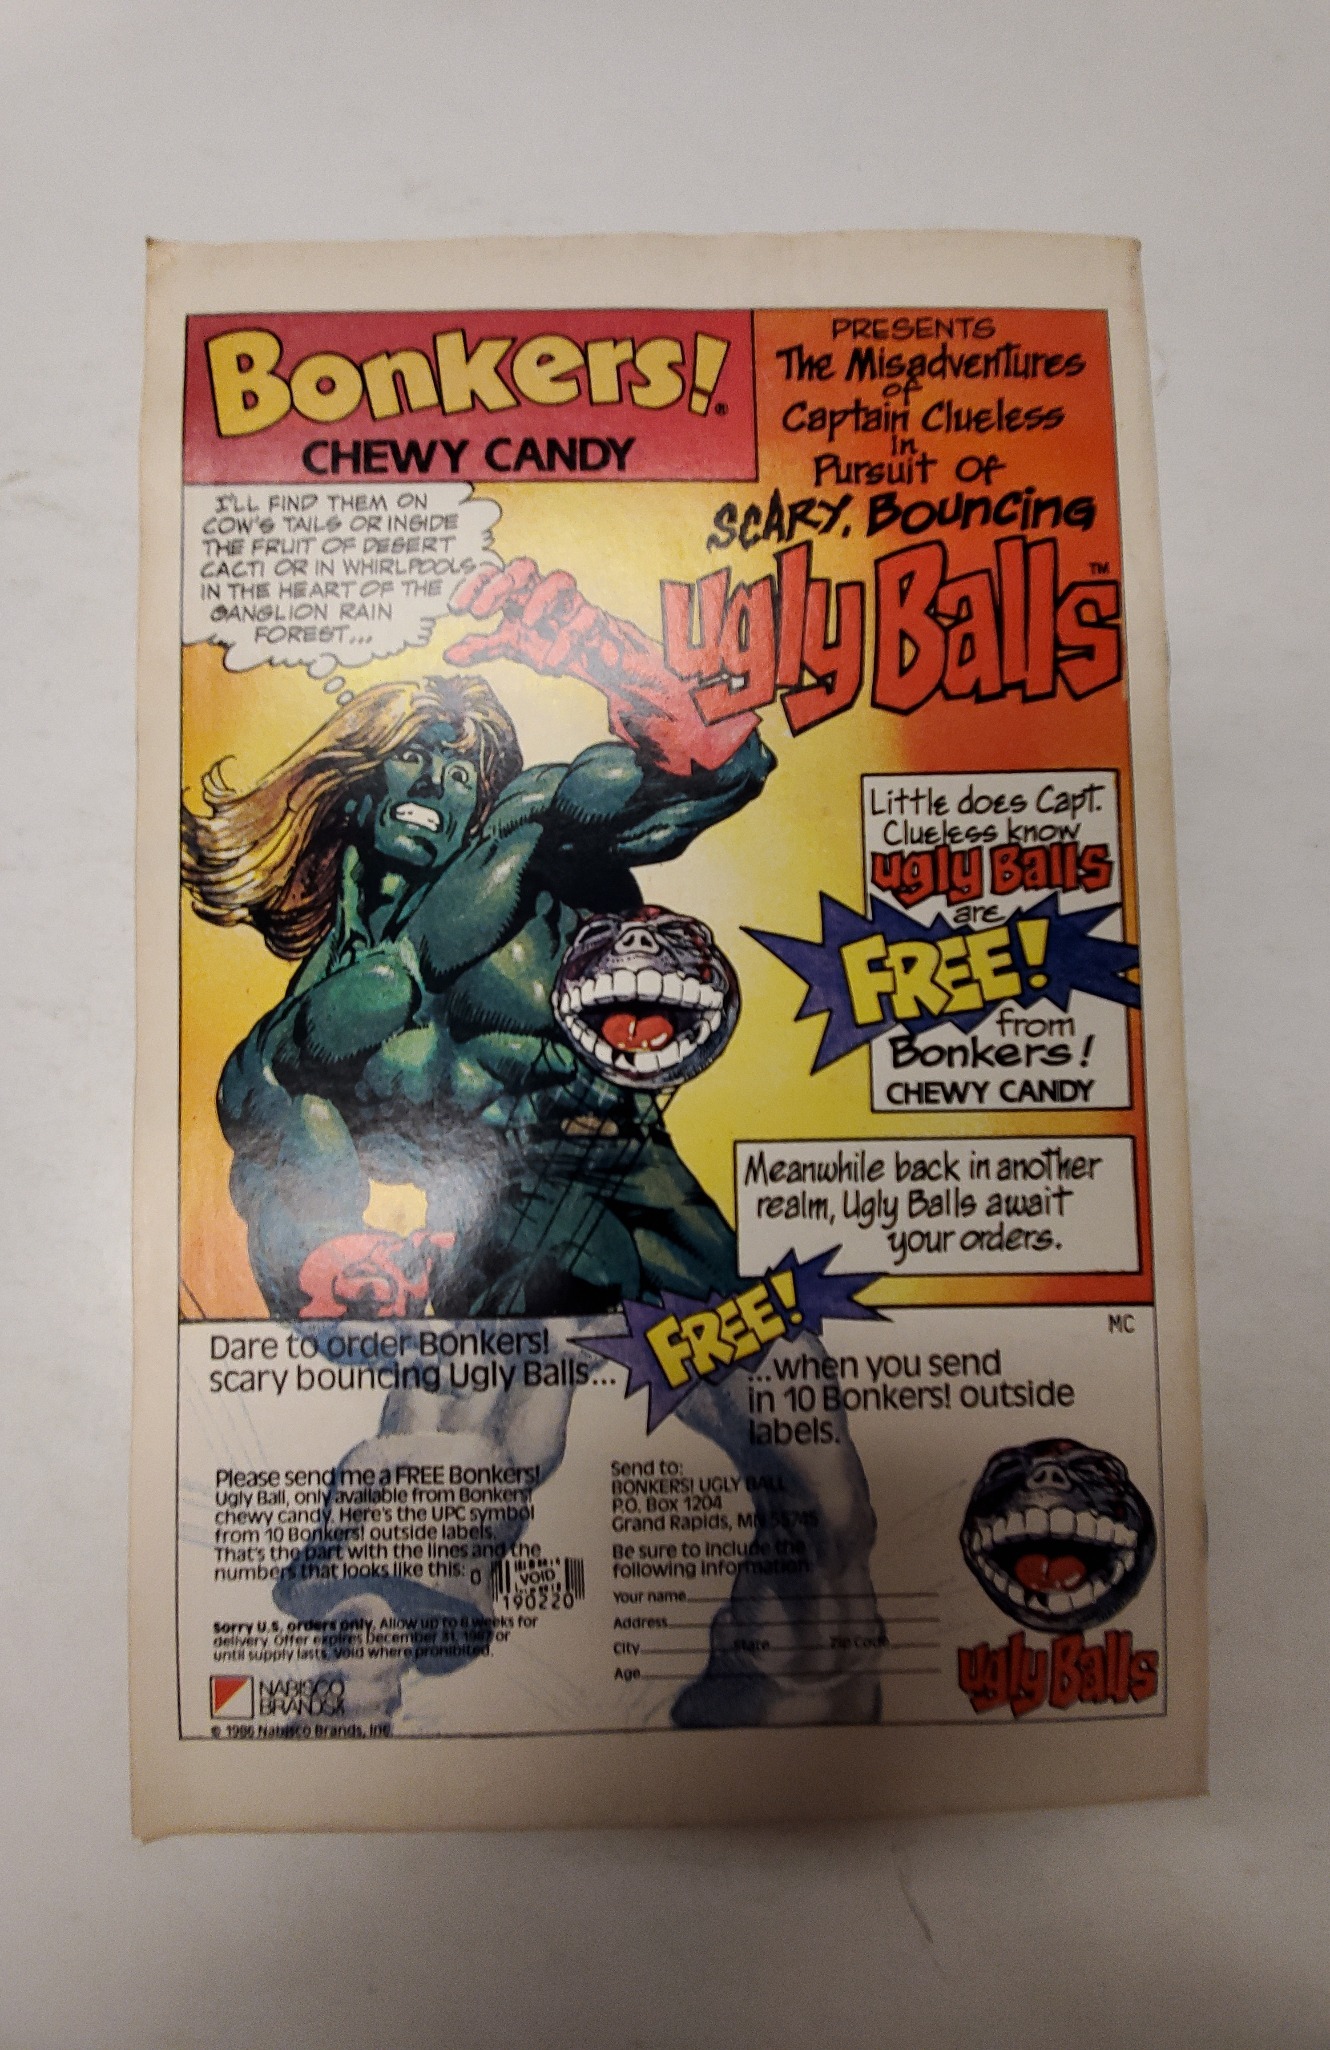 Bonkers!®
CHEWY CANDY
PRESENTS
The Misadventures
of
Captain Clueless
in
Pursuit Of
SCARY, Bouncing
ugly Balls™
I'LL FIND THEM ON
COW'S TAILS OR INSIDE
THE FRUIT OF DESERT
CACTI OR IN WHIRLPOOLS
IN THE HEART OF THE
GANGLION RAIN
FOREST...
Little does Capt.
Clueless know
ugly Balls
are
FREE!
from
Bonkers!
CHEWY CANDY
Meanwhile back in another
realm, Ugly Balls await
your orders.
MC
Dare to order Bonkers!
scary bouncing Ugly Balls...
FREE!
...when you send
in 10 Bonkers! outside
labels.
Please send me a FREE Bonkers!
Ugly Ball, only available from Bonkers!
chewy candy. Here's the UPC symbol
from 10 Bonkers! outside labels.
That's the part with the lines and the
numbers that looks like this:
0
VOID
190220
Sorry U.S. orders only. Allow up to 8 weeks for
delivery. Offer expires December 31, 1987 or
until supply lasts. Void where prohibited.
NABISCO
BRANDS
© 1986 Nabisco Brands, Inc.
Send to:
BONKERS! UGLY BALL
P.O. Box 1204
Grand Rapids, MN 55745
Be sure to include the
following information:
Your name
Address
City State Zip Code
Age
ugly Balls